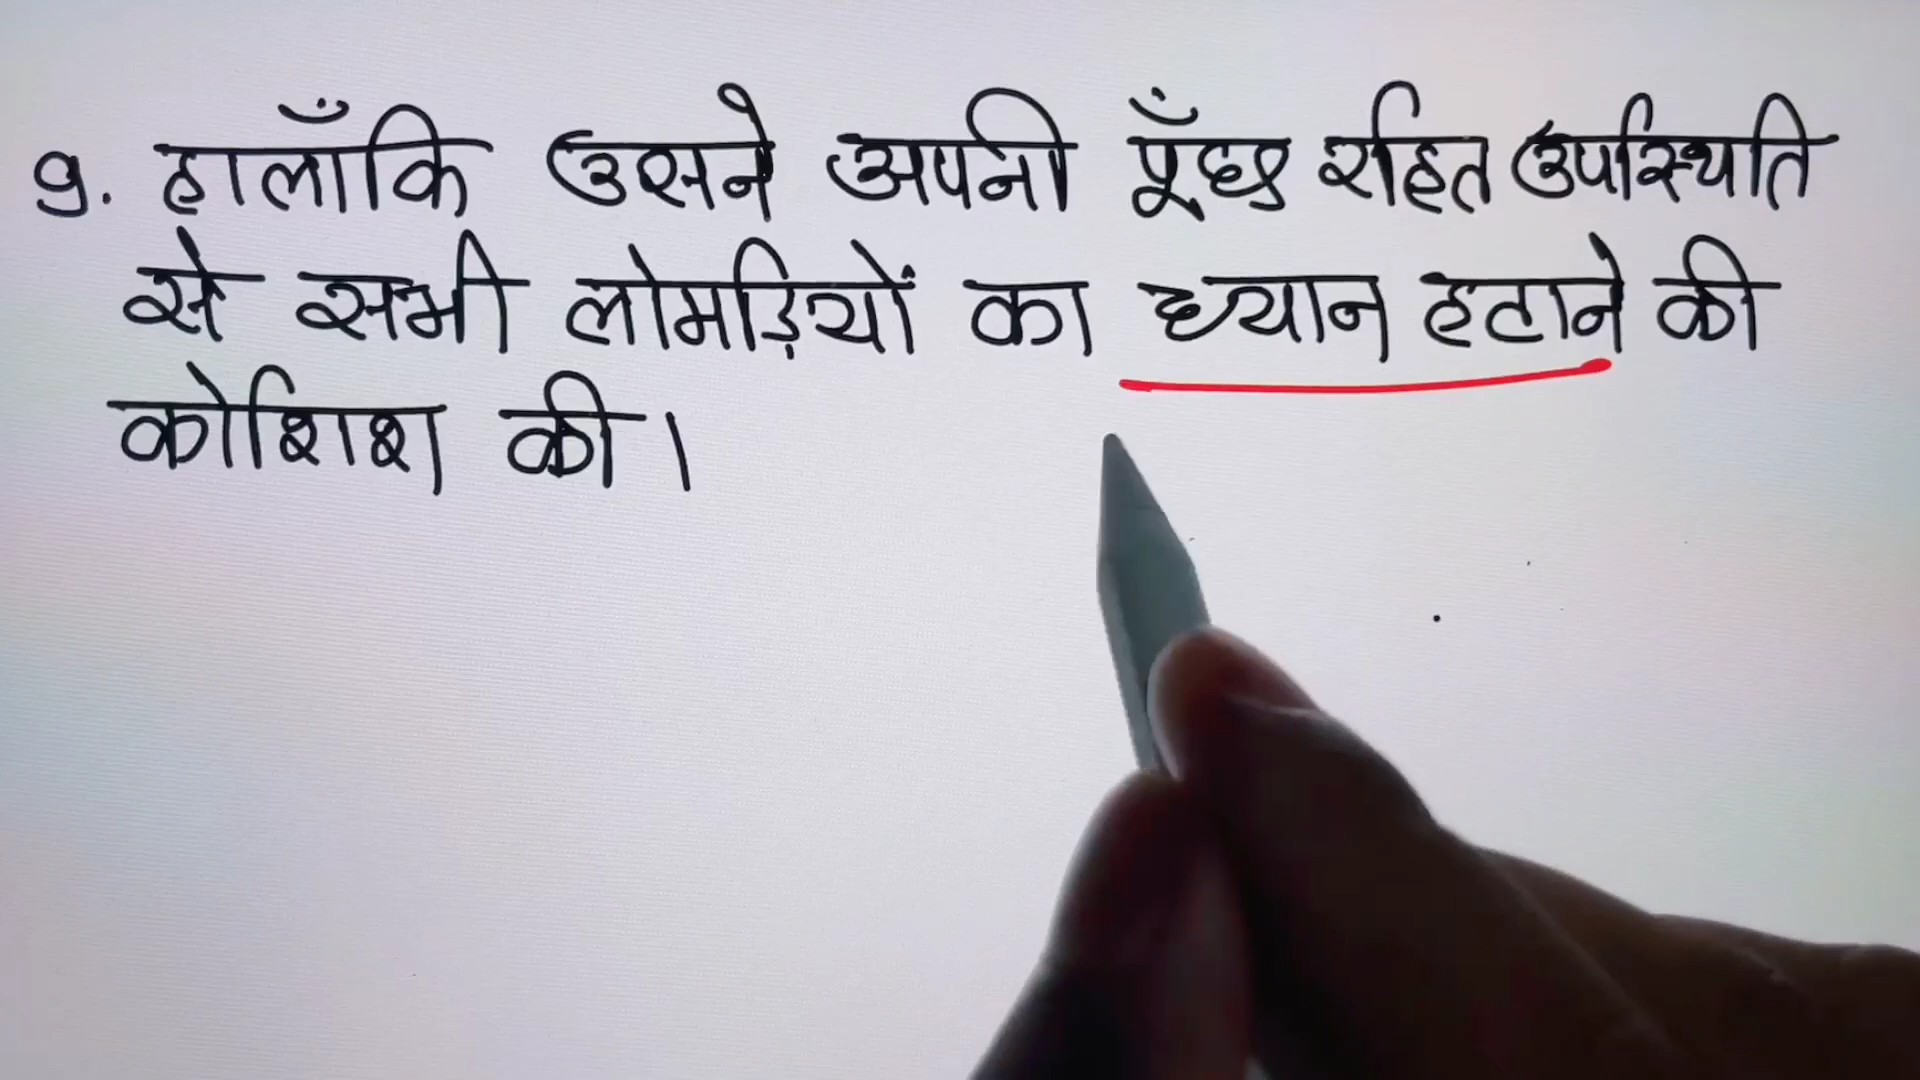 9. हालाँकि उसने अपनी पूँछ रहित उपस्थिति
से सभी लोमड़ियों का ध्यान हटाने की
कोशिश की।